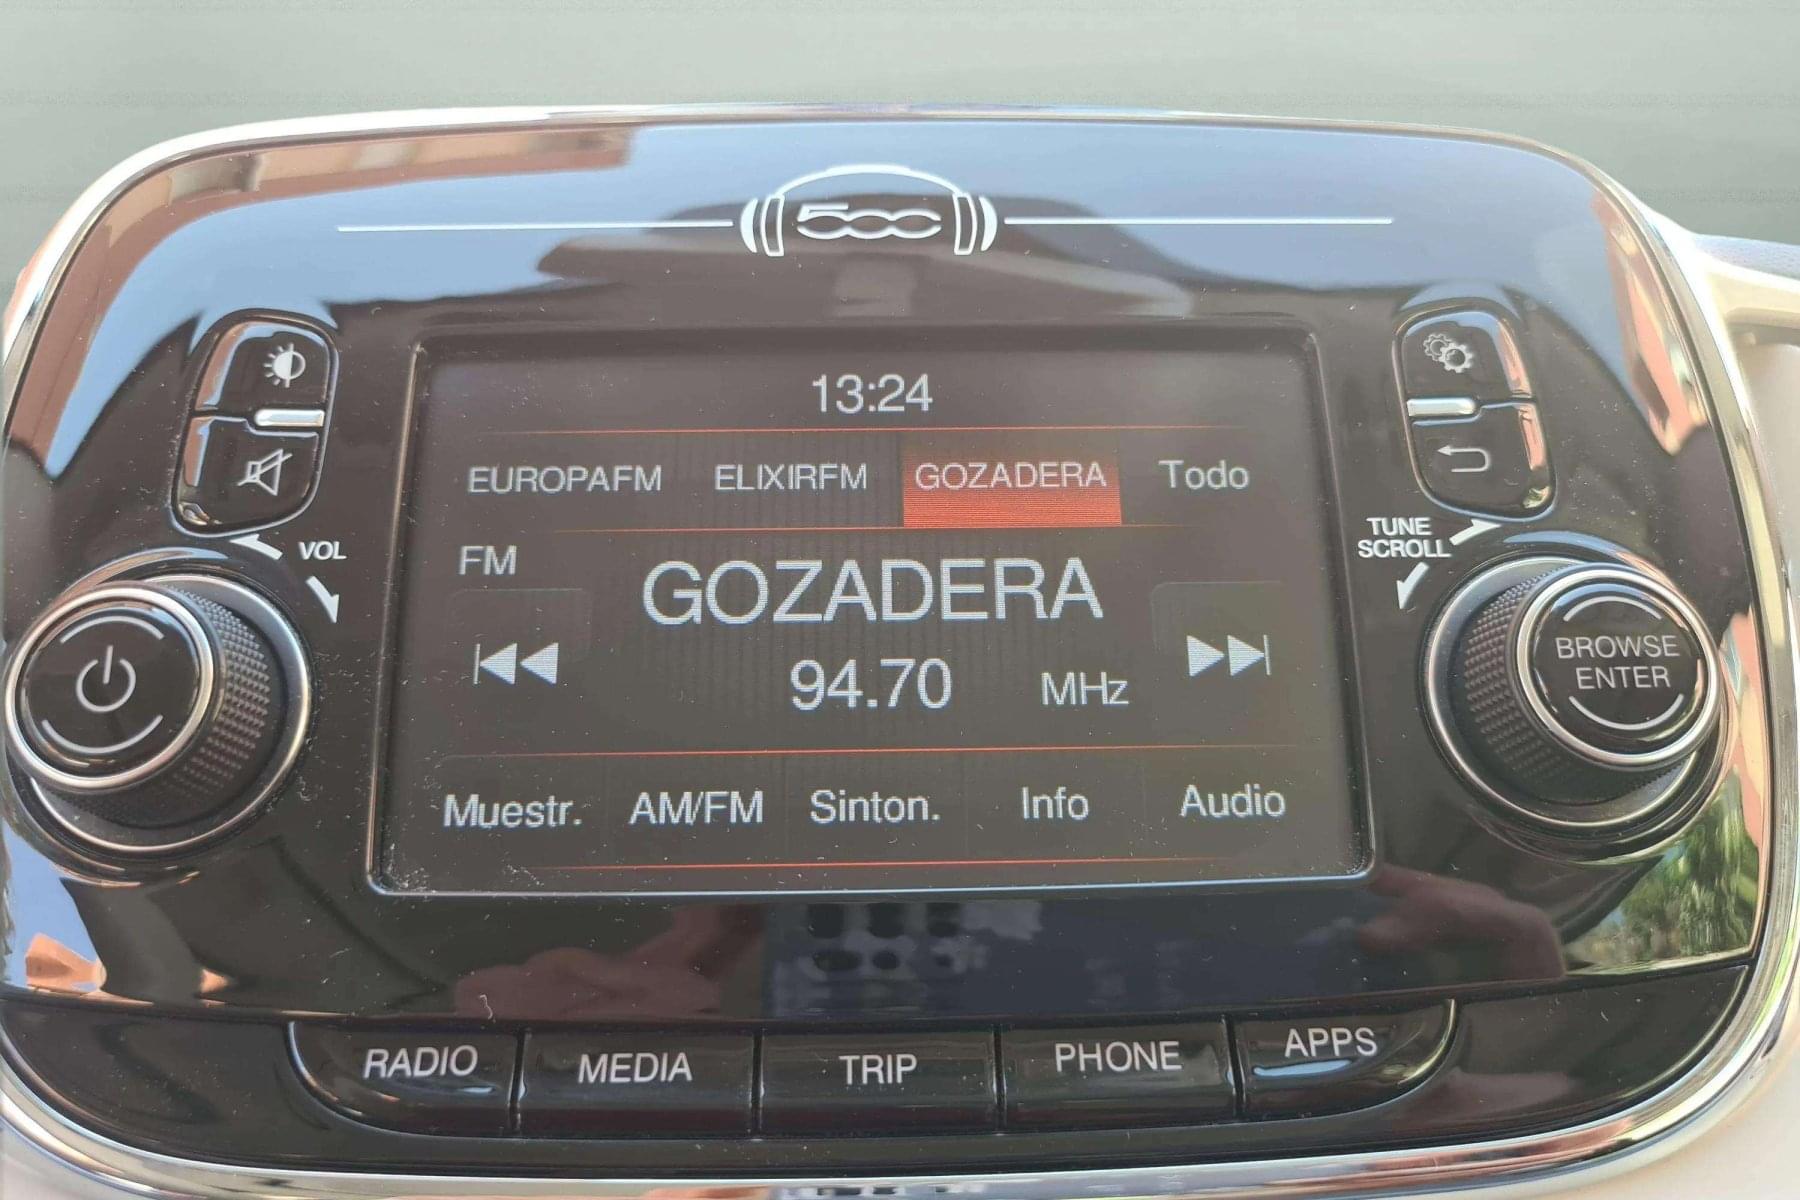 500
13:24
EUROPAFM ELIXIRFM GOZADERA Todo
VOL
TUNE
SCROLL
FM
GOZADERA
94.70 MHz
BROWSE
ENTER
Muestr. AM/FM Sinton. Info Audio
RADIO MEDIA TRIP PHONE APPS